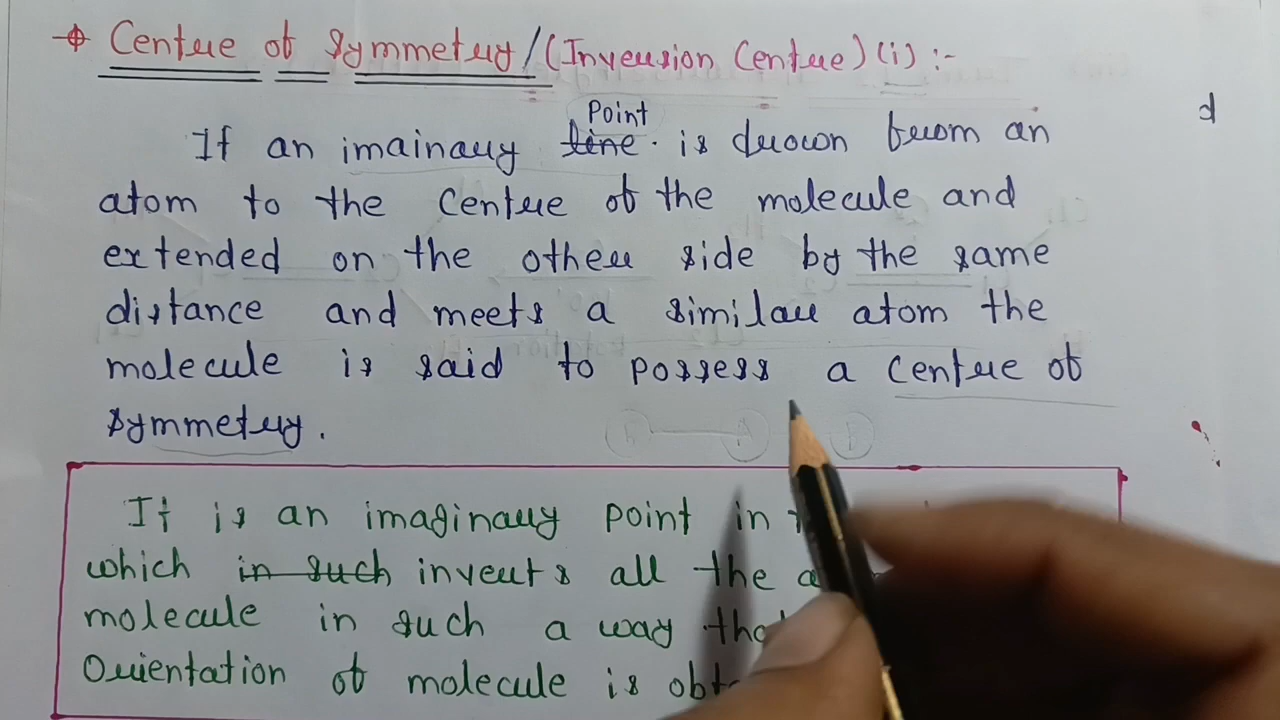 Centre of symmetry/(Inversion Centre)(i):-
d
Point
If an imainary line. is drown from an
atom to the centre of the molecule and
extended on the other side by the same
distance and meets a similar atom the
molecule is said to possess a centre of
symmetry.
It is an imaginary point in
which in such inverts all the
molecule in such a way
Orientation of molecule is